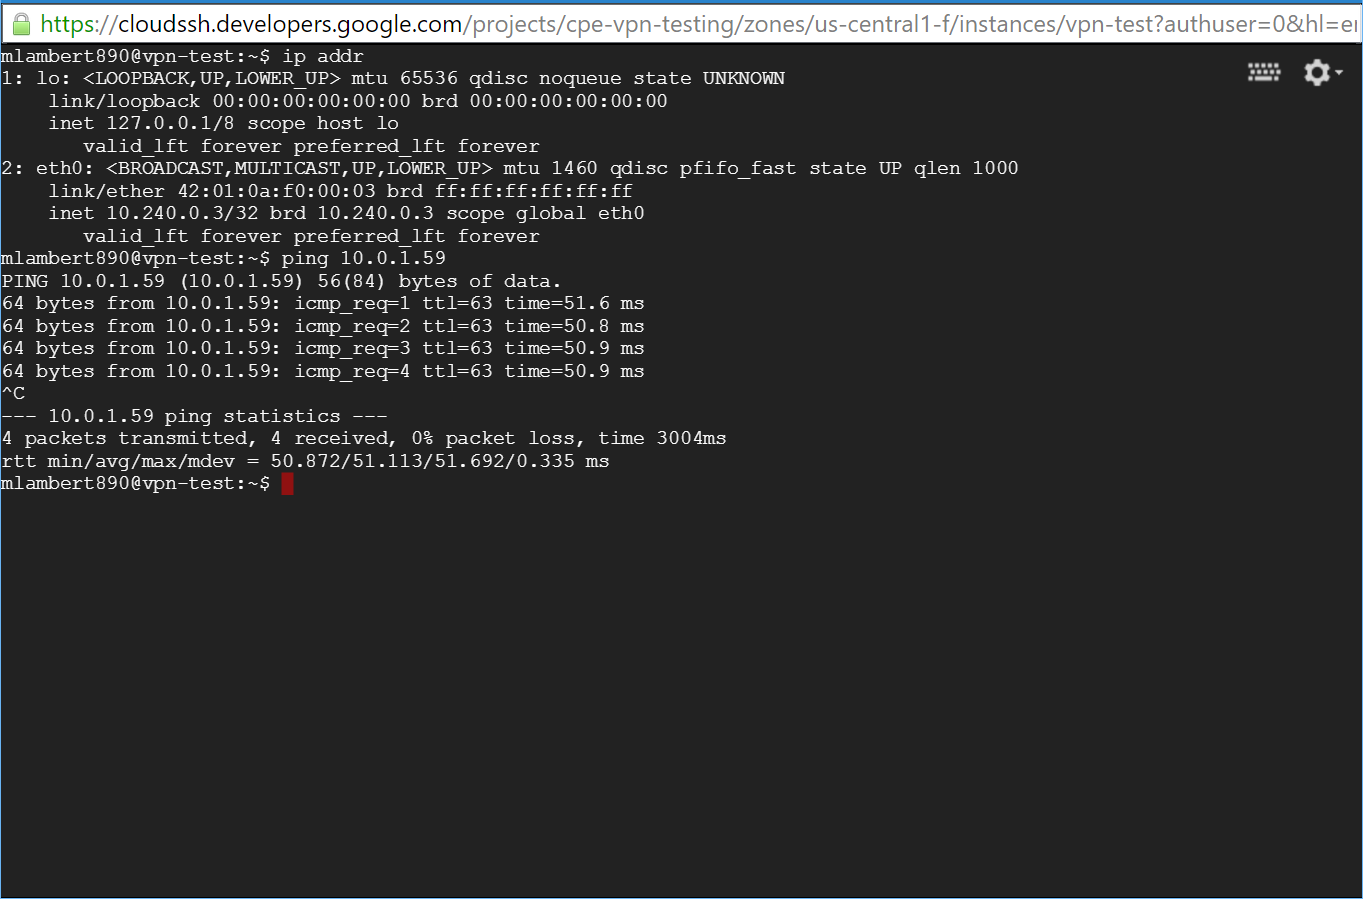 https://cloudssh.developers.google.com/projects/cpe-vpn-testing/zones/us-central1-f/instances/vpn-test?authuser=0&hl=
mlambert890@vpn-test:~$ ip addr
1: lo: <LOOPBACK,UP,LOWER_UP> mtu 65536 qdisc noqueue state UNKNOWN
    link/loopback 00:00:00:00:00:00 brd 00:00:00:00:00:00
    inet 127.0.0.1/8 scope host lo
       valid_lft forever preferred_lft forever
2: eth0: <BROADCAST,MULTICAST,UP,LOWER_UP> mtu 1460 qdisc pfifo_fast state UP qlen 1000
    link/ether 42:01:0a:f0:00:03 brd ff:ff:ff:ff:ff:ff
    inet 10.240.0.3/32 brd 10.240.0.3 scope global eth0
       valid_lft forever preferred_lft forever
mlambert890@vpn-test:~$ ping 10.0.1.59
PING 10.0.1.59 (10.0.1.59) 56(84) bytes of data.
64 bytes from 10.0.1.59: icmp_req=1 ttl=63 time=51.6 ms
64 bytes from 10.0.1.59: icmp_req=2 ttl=63 time=50.8 ms
64 bytes from 10.0.1.59: icmp_req=3 ttl=63 time=50.9 ms
64 bytes from 10.0.1.59: icmp_req=4 ttl=63 time=50.9 ms
^C
--- 10.0.1.59 ping statistics ---
4 packets transmitted, 4 received, 0% packet loss, time 3004ms
rtt min/avg/max/mdev = 50.872/51.113/51.692/0.335 ms
mlambert890@vpn-test:~$